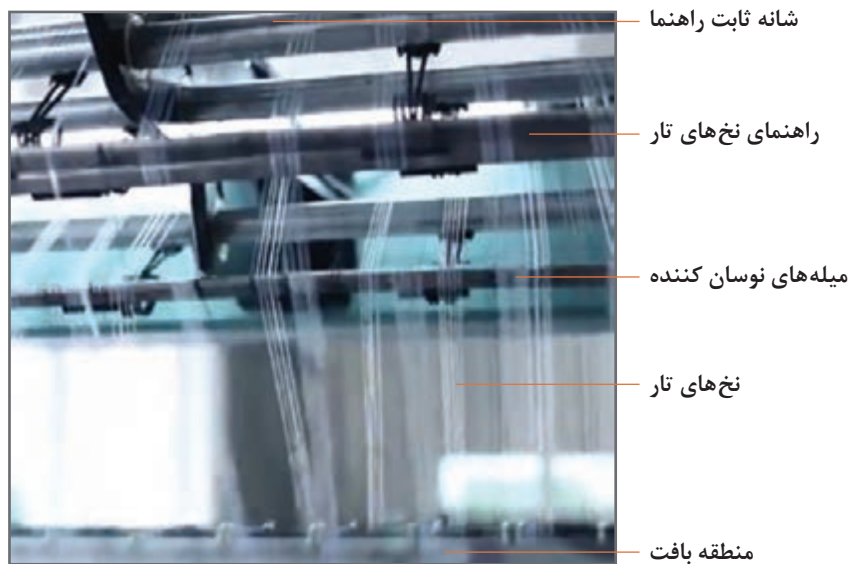 شانه ثابت راهنما
راهنمای نخ‌های تار
میله‌های نوسان کننده
نخ‌های تار
منطقه بافت